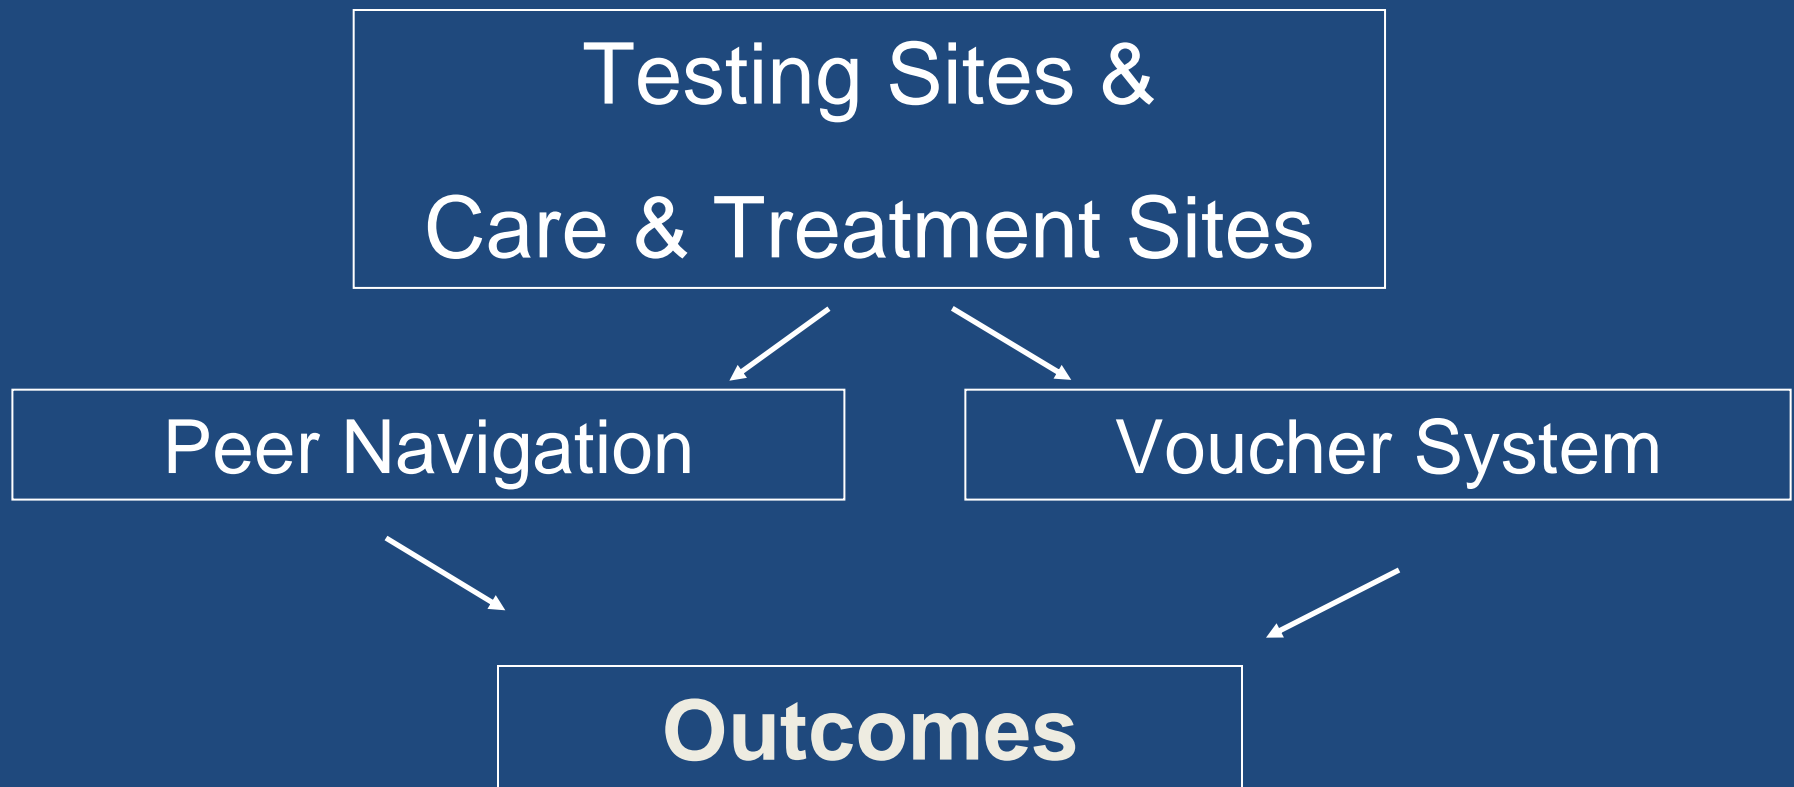 Testing Sites &
Care & Treatment Sites
Peer Navigation
Voucher System
Outcomes